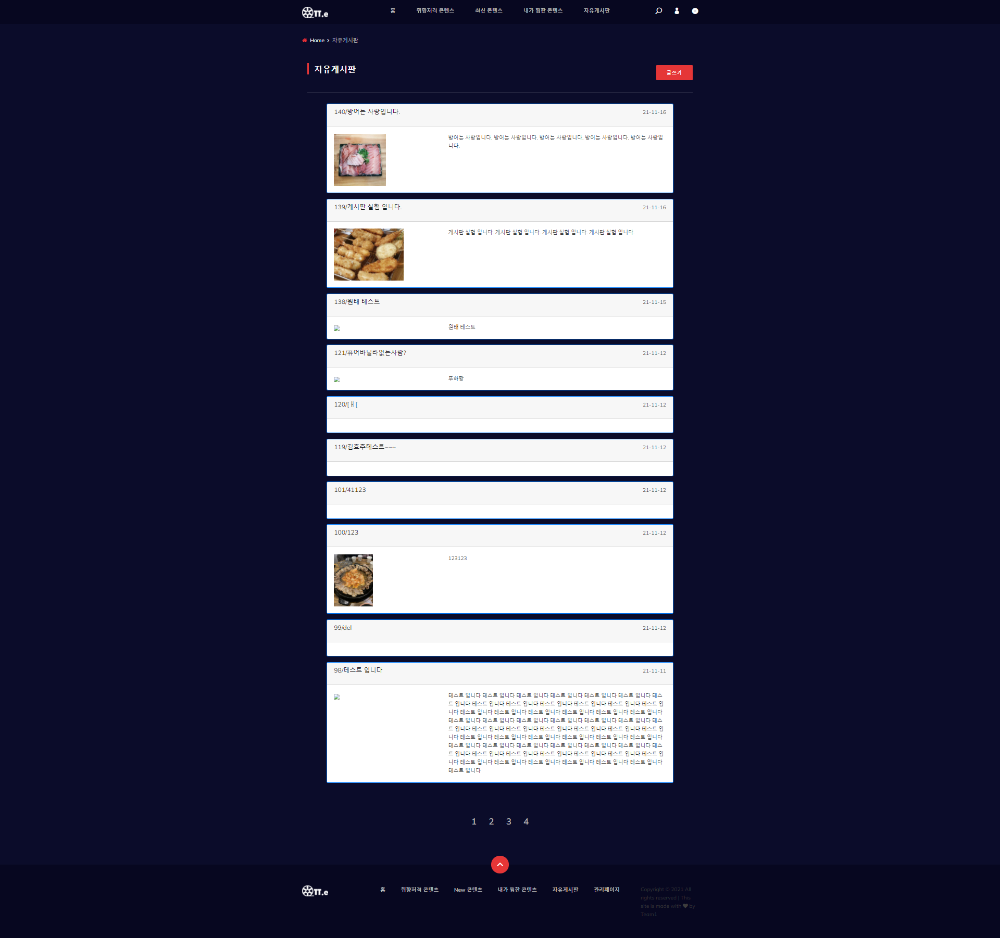 OTT.e
홈 취향저격 콘텐츠 최신 콘텐츠 내가 찜한 콘텐츠 자유게시판
Home 자유게시판
자유게시판
글쓰기
140/방어는 사랑입니다. 21-11-16
방어는 사랑입니다. 방어는 사랑입니다. 방어는 사랑입니다. 방어는 사랑입니다. 방어는 사랑입
니다.
139/게시판 실험 입니다. 21-11-16
게시판 실험 입니다. 게시판 실험 입니다. 게시판 실험 입니다. 게시판 실험 입니다.
138/원태 테스트 21-11-15
원태 테스트
121/퓨어바닐라없는사람? 21-11-12
푸하항
120/[ㅐ[ 21-11-12
119/김효주테스트~~~ 21-11-12
101/41123 21-11-12
100/123 21-11-12
123123
99/del 21-11-12
98/테스트 입니다 21-11-11
테스트 입니다 테스트 입니다 테스트 입니다 테스트 입니다 테스트 입니다 테스트 입니다 테스
트 입니다 테스트 입니다 테스트 입니다 테스트 입니다 테스트 입니다 테스트 입니다 테스트 입
니다 테스트 입니다 테스트 입니다 테스트 입니다 테스트 입니다 테스트 입니다 테스트 입니다
테스트 입니다 테스트 입니다 테스트 입니다 테스트 입니다 테스트 입니다 테스트 입니다 테스
트 입니다 테스트 입니다 테스트 입니다 테스트 입니다 테스트 입니다 테스트 입니다 테스트 입
니다 테스트 입니다 테스트 입니다 테스트 입니다 테스트 입니다 테스트 입니다 테스트 입니다
테스트 입니다 테스트 입니다 테스트 입니다 테스트 입니다 테스트 입니다 테스트 입니다 테스
트 입니다 테스트 입니다 테스트 입니다 테스트 입니다 테스트 입니다 테스트 입니다 테스트 입
니다 테스트 입니다 테스트 입니다 테스트 입니다 테스트 입니다 테스트 입니다 테스트 입니다
테스트 입니다
1 2 3 4
OTT.e
홈 취향저격 콘텐츠 New 콘텐츠 내가 찜한 콘텐츠 자유게시판 관리페이지
Copyright © 2021 All
rights reserved | This
site is made with ♥ by
Team1